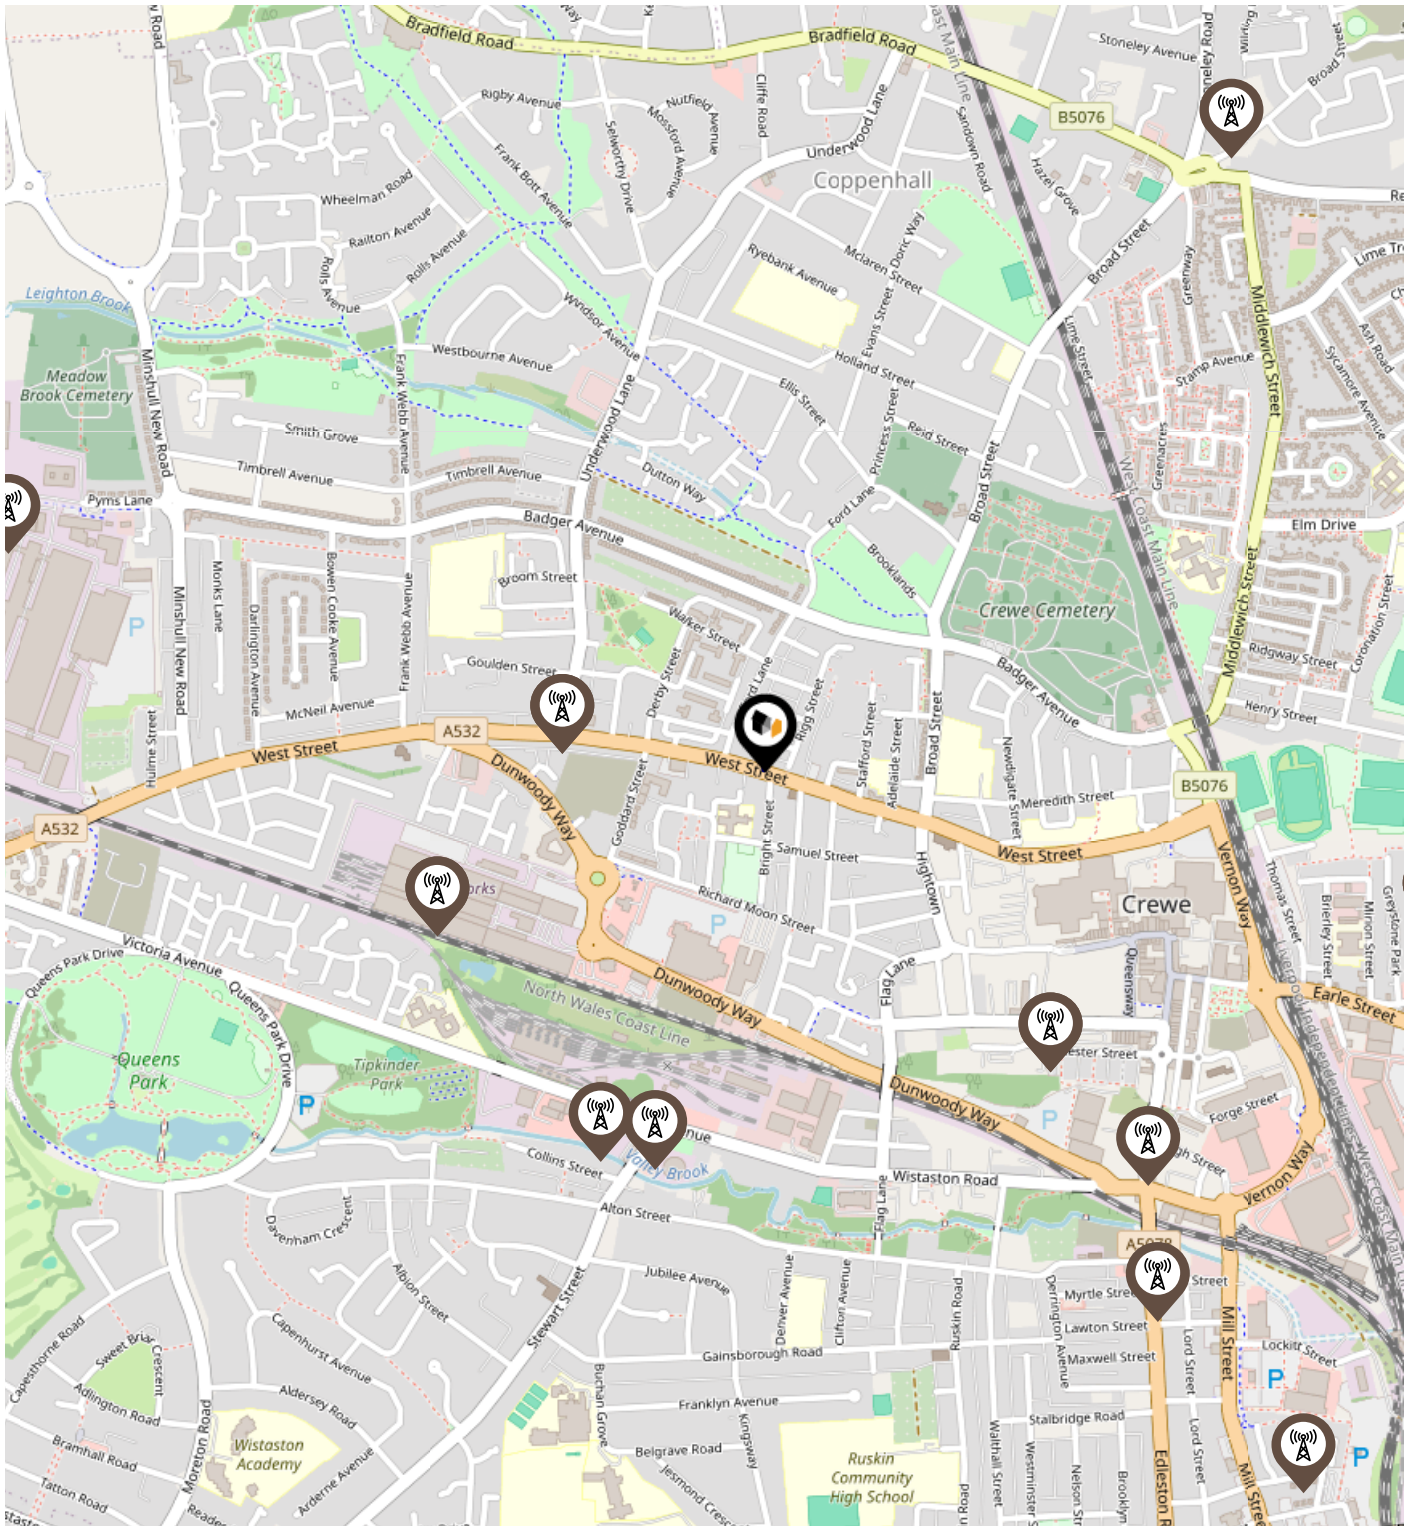 Bradfield Road
Bradfield Road
Stoneley Avenue
Broad Street
B5076
Rigby Avenue
Nutfield
Avenue
Mossford Avenue
Cliffe Road
Selworthy Drive
Frank Bott Avenue
Underwood Lane
Sandown Road
Coppenhall
Hazel Grove
Wheelman Road
Railton Avenue
Rolls Avenue
Rolls
Avenue
Doric Way
Mclaren Street
Ryebank Avenue
Broad Street
Greenway
Leighton Brook
Windsor Avenue
Evans Street
Lime Street
Middlewich Street
Ash Road
Meadow
Brook Cemetery
Minshull New Road
Westbourne Avenue
Frank Webb Avenue
Underwood Lane
Holland Street
Ellis Street
Princess Street
Stamp Avenue
Sycamore Avenue
Smith Grove
Reid Street
Broad Street
Greenacres
Timbrell Avenue
Timbrell Avenue
Dutton Way
Ford Lane
West Coast Main Line
Pyms Lane
Badger Avenue
Elm Drive
Brooklands
Monks Lane
Bowen Cooke Avenue
Darlington Avenue
Minshull New Road
Frank Webb Avenue
Broom Street
Walker Street
Crewe Cemetery
Middlewich Street
Coronation Street
Ridgway Street
P
Goulden Street
Derby Street
Rigg Street
Badger Avenue
Henry Street
McNeil Avenue
Hulme Street
A532
West Street
West Street
Stafford Street
Adelaide Street
Broad Street
Newdigate Street
Meredith Street
B5076
Dunwoody Way
Goddard Street
Bright Street
Samuel Street
West Street
A532
Hightown
Vernon Way
Thomas Street
Richard Moon Street
Crewe
P
Brierley Street
Mirion Street
Greystone Park
Victoria Avenue
Queens Park Drive
Queens Park Drive
Flag Lane
Queensway
Dunwoody Way
North Wales Coast Line
Earle Street
Queens
Park
Tipkinder
Park
P
P
Dunwoody Way
Forge Street
Collins Street
Valley Brook
Wistaston Road
Vernon Way
Flag Lane
Alton Street
Davenham Crescent
Albion Street
A5078
Jubilee Avenue
Denver Avenue
Clifton Avenue
Ruskin Road
Derrington Avenue
Street
Lawton Street
Maxwell Street
Lord Street
Mill Street
Lockitt Street
Stewart Street
Capesthorne Road
Sweet Briar
Crescent
Capenhurst Avenue
Gainsborough Road
P
Adlington Road
Aldersey Road
Buchan Grove
Franklyn Avenue
Kingsway
Stalbridge Road
Lord Street
Moreton Road
Bramhall Road
Wistaston
Academy
Belgrave Road
Ruskin
Community
High School
Walthall Street
P
Tatton Road
Arderne Avenue